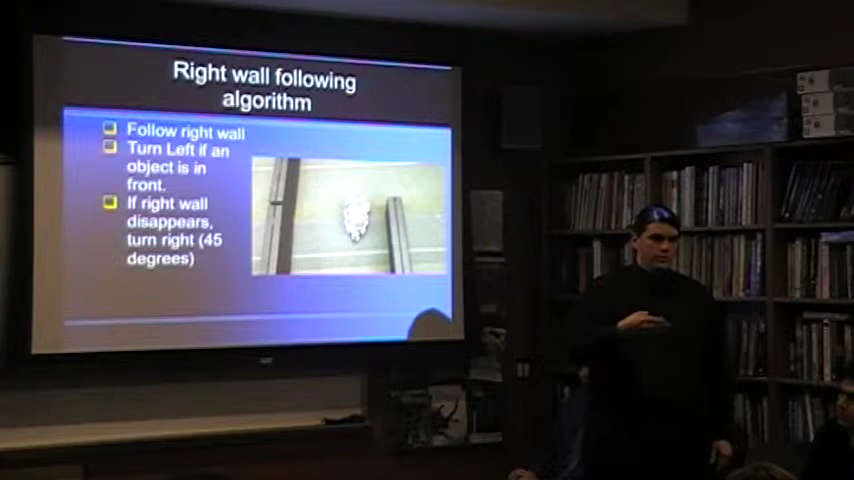 Right wall following
algorithm
Follow right wall
Turn Left if an
object is in
front.
If right wall
disappears,
turn right (45
degrees)